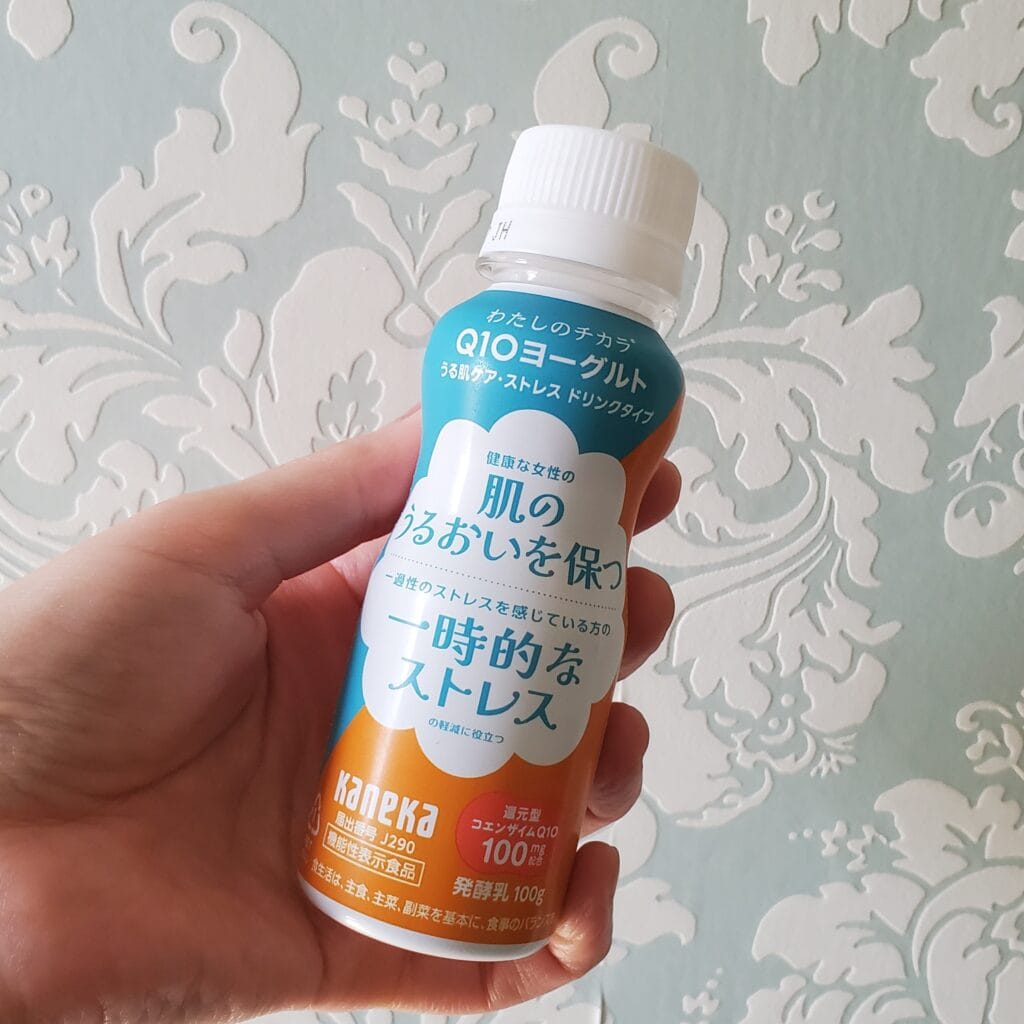 JH
わたしのチカラ®
Q10ヨーグルト
うる肌ケア・ストレス ドリンクタイプ
健康な女性の
肌の
うるおいを保つ
一過性のストレスを感じている方の
一時的な
ストレス
の軽減に役立つ
kaneka
届出番号 J290
機能性表示食品
還元型
コエンザイムQ10
100mg
配合
発酵乳 100g
食生活は、主食、主菜、副菜を基本に、食事のバランスを